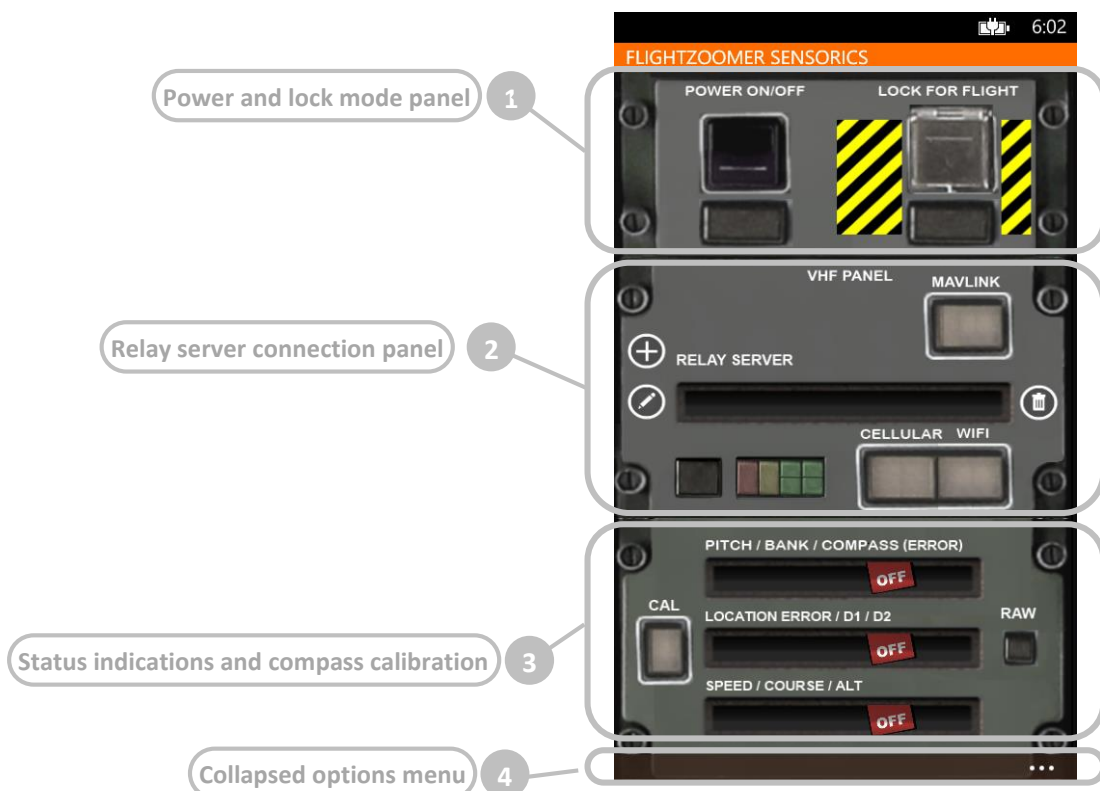 6:02
FLIGHTZOOMER SENSORICS
Power and lock mode panel 1
POWER ON/OFF LOCK FOR FLIGHT
VHF PANEL
MAVLINK
Relay server connection panel 2
RELAY SERVER
CELLULAR WIFI
PITCH / BANK / COMPASS (ERROR)
OFF
CAL
LOCATION ERROR / D1 / D2
RAW
OFF
Status indications and compass calibration 3
SPEED / COURSE / ALT
OFF
Collapsed options menu 4
...